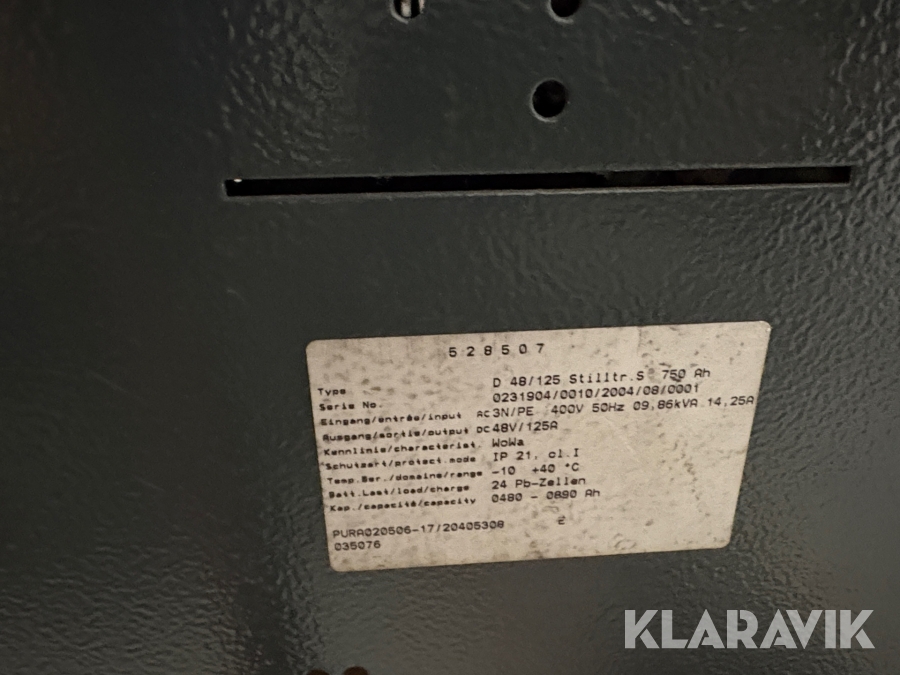 528507
Type D 48/125 Stilltr.S 750 Ah
Serie No. 0231904/0010/2004/08/0001
Eingang/entrée/input AC 3N/PE 400V 50Hz 09,86kVA 14,25A
Ausgang/sortie/output DC 48V/125A
Kennlinie/characterist. WoWa
Schutzart/protect.mode IP 21, cl.I
Temp.Ber./domaine/range -10 +40 °C
Batt.Last/load/charge 24 Pb-Zellen
Kap./capacité/capacity 0480 - 0890 Ah
PURA020506-17/20405308 2
035076
KLARAVIK